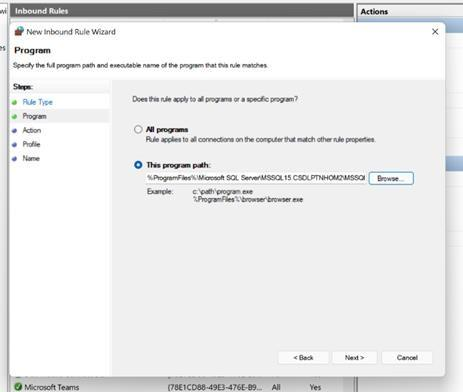 Inbound Rules
Actions
New Inbound Rule Wizard
Program
Specify the full program path and executable name of the program that this rule matches.
Steps:
Rule Type
Program
Action
Profile
Name
Does this rule apply to all programs or a specific program?
All programs
Rule applies to all connections on the computer that match other rule properties.
This program path:
%ProgramFiles%\Microsoft SQL Server\MSSQL15.CSDLPTNHOM2\MSSQl
Browse...
Example:
c:\path\program.exe
%ProgramFiles%\browser\browser.exe
< Back
Next >
Cancel
Microsoft Teams
{78E1CD88-49E3-476E-B9...
All
Yes